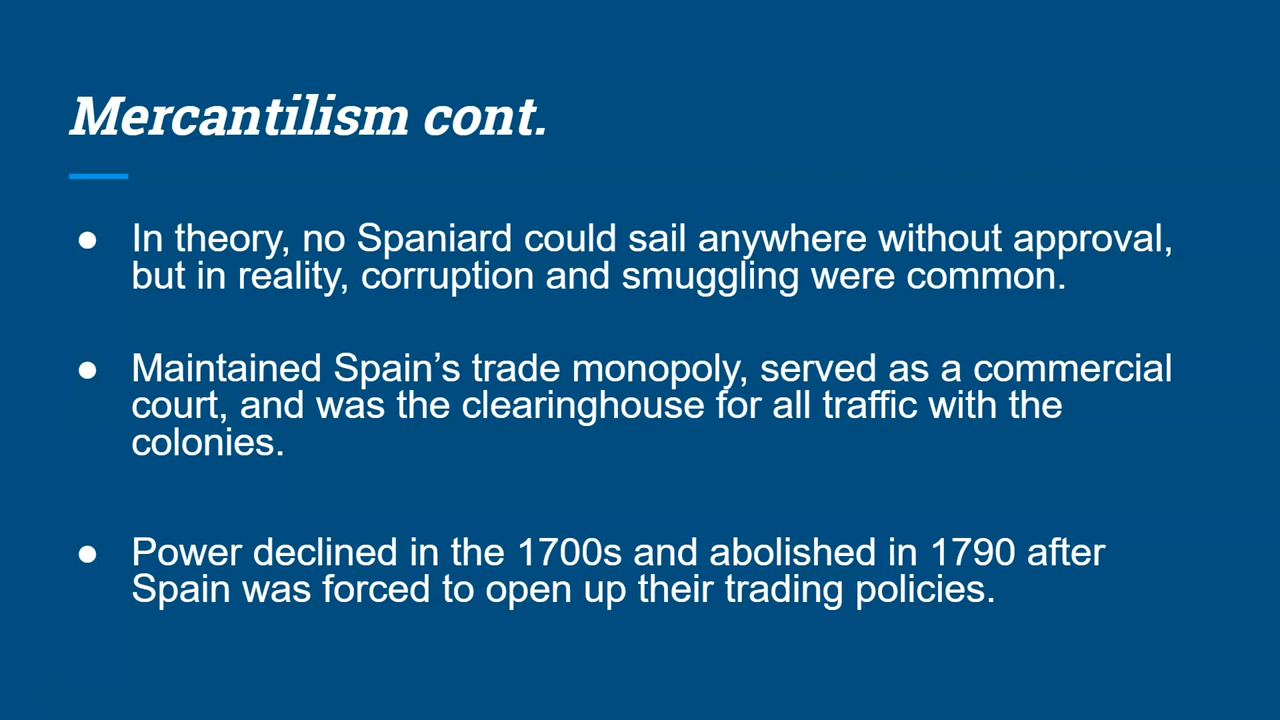 Mercantilism cont.
● In theory, no Spaniard could sail anywhere without approval,
but in reality, corruption and smuggling were common.
● Maintained Spain’s trade monopoly, served as a commercial
court, and was the clearinghouse for all traffic with the
colonies.
● Power declined in the 1700s and abolished in 1790 after
Spain was forced to open up their trading policies.